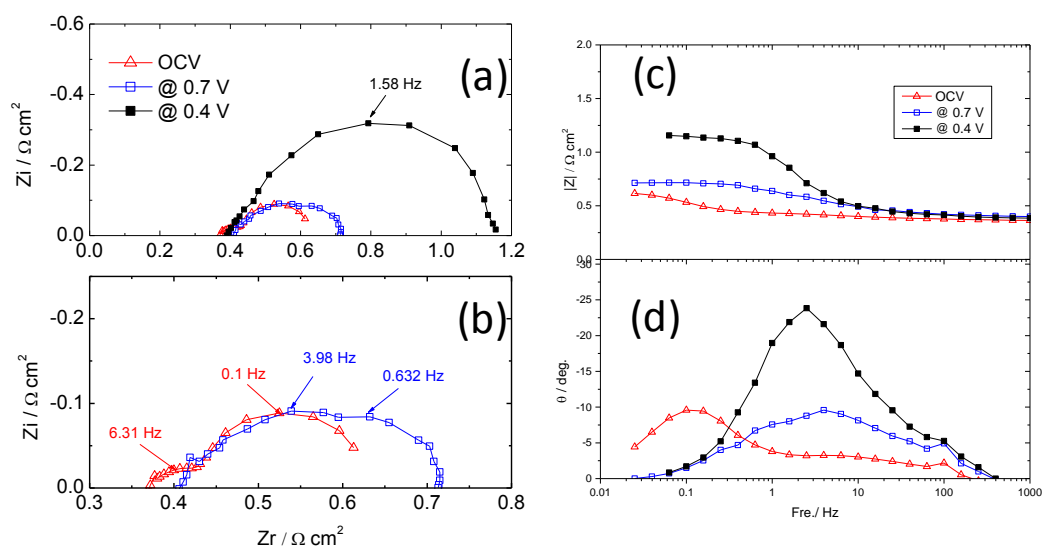 -0.6
-0.4
-0.2
0.0
Zi / Ω cm²
OCV
@ 0.7 V
@ 0.4 V
(a)
1.58 Hz
0.0 0.2 0.4 0.6 0.8 1.0 1.2
-0.2
-0.1
0.0
Zi / Ω cm²
(b)
0.1 Hz
3.98 Hz
0.632 Hz
6.31 Hz
0.3 0.4 0.5 0.6 0.7 0.8
Zr / Ω cm²
2.0
1.5
1.0
0.5
0.0
|Z| / Ω cm²
(c)
OCV
@ 0.7 V
@ 0.4 V
-30
-25
-20
-15
-10
-5
0
θ / deg.
(d)
0.01 0.1 1 10 100 1000
Fre./ Hz